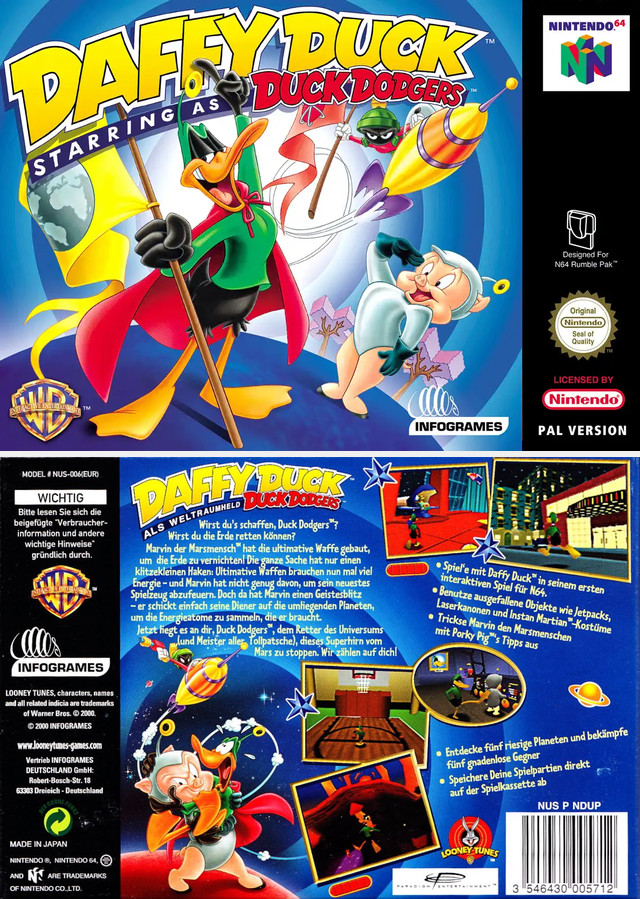 DAFFY DUCK™
STARRING AS DUCK DODGERS™
NINTENDO 64
Designed For
N64 Rumble Pak™
Original
Nintendo
Seal of
Quality
TM
LICENSED BY
Nintendo®
PAL VERSION
™
INFOGRAMES
MODEL # NUS-006(EUR)
WICHTIG
Bitte lesen Sie sich die
beigefügte "Verbraucher-
information und andere
wichtige Hinweise"
gründlich durch.
INFOGRAMES
LOONEY TUNES, characters, names
and all related indicia are trademarks
of Warner Bros. © 2000.
© 2000 INFOGRAMES
www.looneytunes-games.com
Vertrieb INFOGRAMES
DEUTSCHLAND GmbH:
Robert-Bosch-Str. 18
63303 Dreieich - Deutschland
MADE IN JAPAN
NINTENDO ®, NINTENDO 64,
AND N ARE TRADEMARKS
OF NINTENDO CO.,LTD.
DAFFY DUCK™
ALS WELTRAUMHELD DUCK DODGERS™
Wirst du's schaffen, Duck Dodgers™?
Wirst du die Erde retten können?
Marvin der Marsmensch™ hat die ultimative Waffe gebaut,
um die Erde zu vernichten! Die ganze Sache hat nur einen
klitzekleinen Haken: Ultimative Waffen brauchen nun mal viel
Energie – und Marvin hat nicht genug davon, um sein neuestes
Spielzeug abzufeuern. Doch da hat Marvin einen Geistesblitz
– er schickt einfach seine Diener auf die umliegenden Planeten,
um die Energieatome zu sammeln, die er braucht.
Jetzt liegt es an dir, Duck Dodgers™, dem Retter des Universums
(und Meister aller Tollpatsche), dieses Superhirn vom
Mars zu stoppen. Wir zählen auf dich!
• Spiel'e mit Daffy Duck™ in seinem ersten
interaktiven Spiel für N64.
• Benutze ausgefallene Objekte wie Jetpacks,
Laserkanonen und Instan Martian™-Kostüme
• Trickse Marvin den Marsmenschen
mit Porky Pig™'s Tipps aus
• Entdecke fünf riesige Planeten und bekämpfe
fünf gnadenlose Gegner
• Speichere Deine Spielpartien direkt
auf der Spielkassette ab
NUS P NDUP
LOONEY TUNES
PARADIGM ENTERTAINMENT™
3 546430 005712